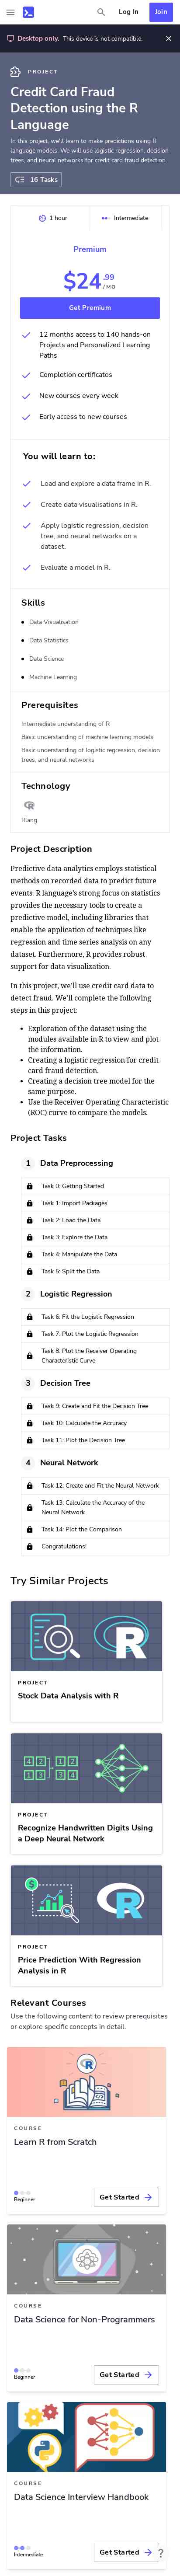 Log In
Join
Desktop only. This device is not compatible.
PROJECT
Credit Card Fraud
Detection using the R
Language
In this project, we'll learn to make predictions using R
language models. We will use logistic regression, decision
trees, and neural networks for credit card fraud detection.
16 Tasks
1 hour
Intermediate
Premium
$24.99
/MO
Get Premium
12 months access to 140 hands-on
Projects and Personalized Learning
Paths
Completion certificates
New courses every week
Early access to new courses
You will learn to:
Load and explore a data frame in R.
Create data visualisations in R.
Apply logistic regression, decision
tree, and neural networks on a
dataset.
Evaluate a model in R.
Skills
Data Visualisation
Data Statistics
Data Science
Machine Learning
Prerequisites
Intermediate understanding of R
Basic understanding of machine learning models
Basic understanding of logistic regression, decision
trees, and neural networks
Technology
R
Rlang
Project Description
Predictive data analytics employs statistical
methods on recorded data to predict future
events. R language's strong focus on statistics
provides the necessary tools to create a
predictive model, including libraries that
enable the application of techniques like
regression and time series analysis on any
dataset. Furthermore, R provides robust
support for data visualization.
In this project, we'll use credit card data to
detect fraud. We'll complete the following
steps in this project:
Exploration of the dataset using the
modules available in R to view and plot
the information.
Creating a logistic regression for credit
card fraud detection.
Creating a decision tree model for the
same purpose.
Use the Receiver Operating Characteristic
(ROC) curve to compare the models.
Project Tasks
1 Data Preprocessing
Task 0: Getting Started
Task 1: Import Packages
Task 2: Load the Data
Task 3: Explore the Data
Task 4: Manipulate the Data
Task 5: Split the Data
2 Logistic Regression
Task 6: Fit the Logistic Regression
Task 7: Plot the Logistic Regression
Task 8: Plot the Receiver Operating
Characteristic Curve
3 Decision Tree
Task 9: Create and Fit the Decision Tree
Task 10: Calculate the Accuracy
Task 11: Plot the Decision Tree
4 Neural Network
Task 12: Create and Fit the Neural Network
Task 13: Calculate the Accuracy of the
Neural Network
Task 14: Plot the Comparison
Congratulations!
Try Similar Projects
R
PROJECT
Stock Data Analysis with R
4 2 1 2
1 3 3 4
PROJECT
Recognize Handwritten Digits Using
a Deep Neural Network
$
R
PROJECT
Price Prediction With Regression
Analysis in R
Relevant Courses
Use the following content to review prerequisites
or explore specific concepts in detail.
R
COURSE
Learn R from Scratch
Beginner
Get Started
COURSE
Data Science for Non-Programmers
Beginner
Get Started
COURSE
Data Science Interview Handbook
Intermediate
Get Started
?